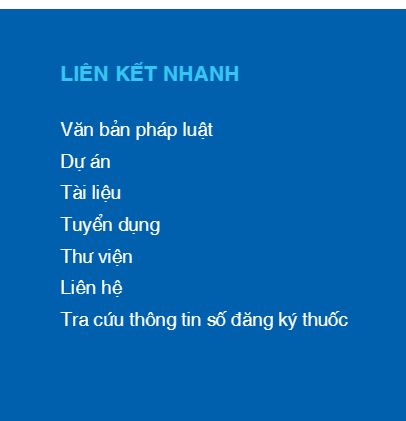 LIÊN KẾT NHANH
Văn bản pháp luật
Dự án
Tài liệu
Tuyển dụng
Thư viện
Liên hệ
Tra cứu thông tin số đăng ký thuốc